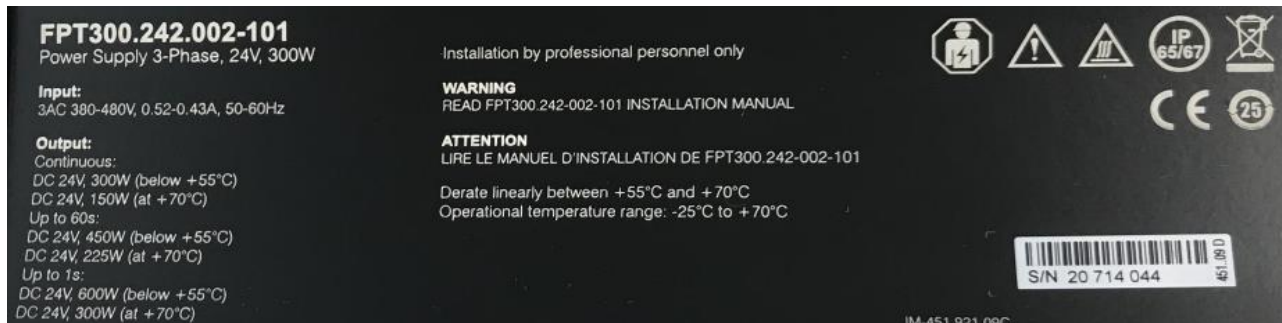 FPT300.242.002-101
Power Supply 3-Phase, 24V, 300W
Input:
3AC 380-480V, 0.52-0.43A, 50-60Hz
Output:
Continuous:
DC 24V, 300W (below +55°C)
DC 24V, 150W (at +70°C)
Up to 60s:
DC 24V, 450W (below +55°C)
DC 24V, 225W (at +70°C)
Up to 1s:
DC 24V, 600W (below +55°C)
DC 24V, 300W (at +70°C)
Installation by professional personnel only
WARNING
READ FPT300.242-002-101 INSTALLATION MANUAL
ATTENTION
LIRE LE MANUEL D'INSTALLATION DE FPT300.242-002-101
Derate linearly between +55°C and +70°C
Operational temperature range: -25°C to +70°C
IP
65/67
CE
25
S/N 20 714 044
451.09 D
IM-451.921.09C